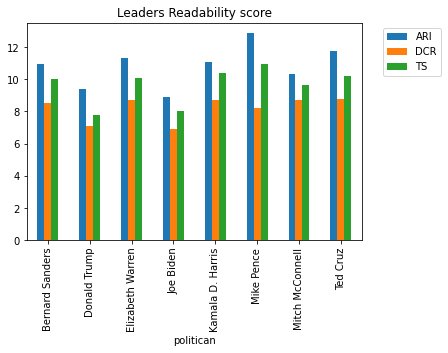 Leaders Readability score
ARI
DCR
TS
12
10
8
6
4
2
0
Bernard Sanders
Donald Trump
Elizabeth Warren
Joe Biden
Kamala D. Harris
Mike Pence
Mitch McConnell
Ted Cruz
politican